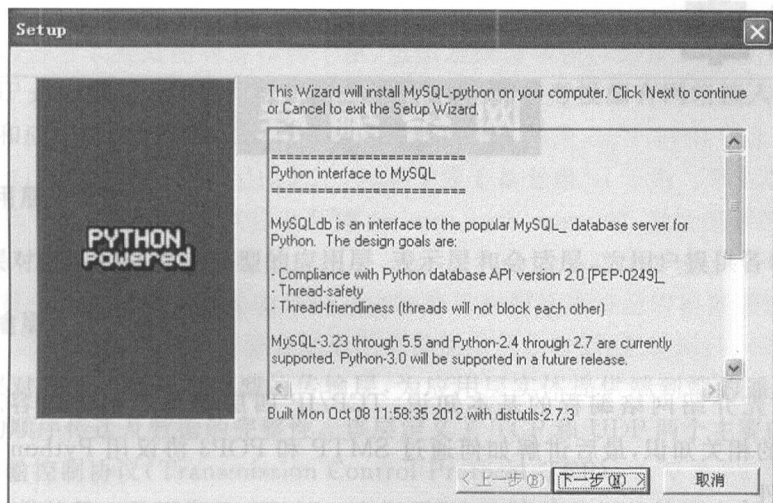 Setup
This Wizard will install MySQL-python on your computer. Click Next to continue
or Cancel to exit the Setup Wizard.
========================
Python interface to MySQL
========================
MySQLdb is an interface to the popular MySQL_ database server for
Python. The design goals are:
- Compliance with Python database API version 2.0 [PEP-0249]_
- Thread-safety
- Thread-friendliness (threads will not block each other)
MySQL-3.23 through 5.5 and Python-2.4 through 2.7 are currently
supported. Python-3.0 will be supported in a future release.
PYTHON
Powered
Built Mon Oct 08 11:58:35 2012 with distutils-2.7.3
< 上一步(B) 下一步(N) > 取消